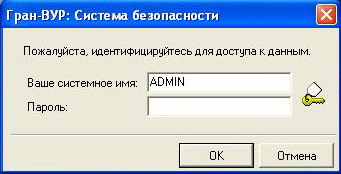 Гран-ВУР: Система безопасности
Пожалуйста, идентифицируйтесь для доступа к данным.
Ваше системное имя: ADMIN
Пароль:
OK Отмена